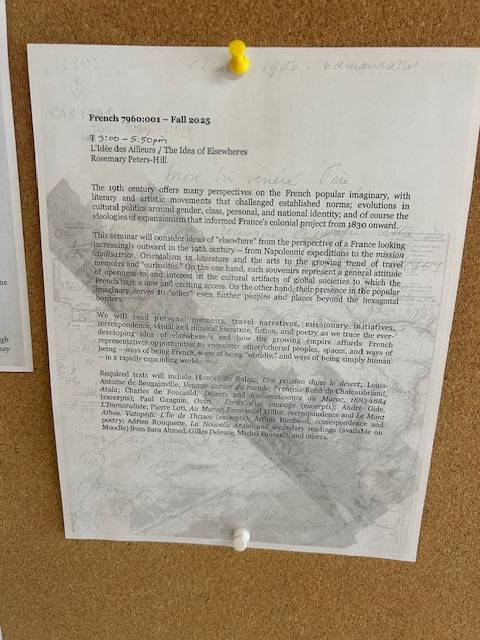 JESUS
CARITAS
French 7960:001 – Fall 2025
T 3:00 – 5:50pm
L'Idée des Ailleurs / The Idea of Elsewheres
Rosemary Peters-Hill
Mon
The 19th century offers many perspectives on the French popular imaginary, with
literary and artistic movements that challenged established norms; evolutions in
cultural politics around gender, class, personal, and national identity; and of course the
ideologies of expansionism that informed France's colonial project from 1830 onward.
This seminar will consider ideas of "elsewhere" from the perspective of a France looking
increasingly outward in the 19th century – from Napoleonic expeditions to the mission
civilisatrice, Orientalism in literature and the arts to the growing trend of travel
memoirs and "curiosités." On the one hand, such souvenirs represent a general attitude
of openness to and interest in the cultural artifacts of global societies to which the
French have a new and exciting access. On the other hand, their presence in the popular
imaginary serves to "other" even further peoples and places beyond the hexagonal
borders.
We will read personal memoirs, travel narratives, missionary initiatives,
correspondence, visual and musical literature, fiction, and poetry as we trace the ever-
developing idea of elsewhere/s and how the growing empire affords French
representatives opportunities to encounter other/othered peoples, spaces, and ways of
being – ways of being French, ways of being "worldly," and ways of being simply human
– in a rapidly expanding world.
Required texts will include Honoré de Balzac, Une passion dans le désert; Louis-
Antoine de Bougainville, Voyage autour du monde; François-René de Chateaubriand,
Atala; Charles de Foucauld, Déserts and Reconnaissance au Maroc, 1883-1884
(excerpts); Paul Gauguin, Oviri : Écrits d'un sauvage (excerpts); André Gide,
L'Immoraliste; Pierre Loti, Au Maroc; Emmanuel Miller, correspondence and Le Mont
Athos, Vatopédi, L'Ile de Thasos (excerpts); Arthur Rimbaud, correspondence and
poetry; Adrien Rouquette, La Nouvelle Atala; and secondary readings (available on
Moodle) from Sara Ahmed, Gilles Deleuze, Michel Foucault, and others.